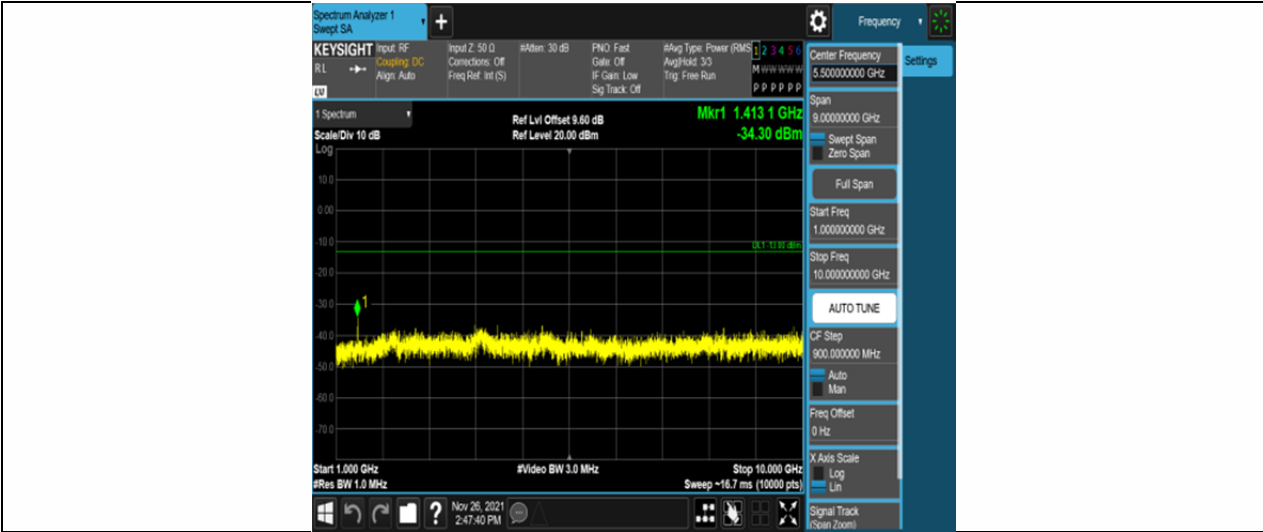 Spectrum Analyzer 1
Swept SA
+
Frequency
KEYSIGHT
RL
LV
Input: RF
Coupling: DC
Align: Auto
Input Z: 50 Ω
Corrections: Off
Freq Ref: Int (S)
#Atten: 30 dB
PNO: Fast
Gate: Off
IF Gain: Low
Sig Track: Off
#Avg Type: Power (RMS
Avg|Hold: 3/3
Trig: Free Run
1 2 3 4 5 6
M W W W W W
P P P P P P
1 Spectrum
Scale/Div 10 dB
Log
Ref Lvl Offset 9.60 dB
Ref Level 20.00 dBm
Mkr1 1.413 1 GHz
-34.30 dBm
10.0
0.00
-10.0
DL1 -13.00 dBm
-20.0
-30.0
1
-40.0
-50.0
-60.0
-70.0
Start 1.000 GHz
#Video BW 3.0 MHz
Stop 10.000 GHz
#Res BW 1.0 MHz
Sweep ~16.7 ms (10000 pts)
?
Nov 26, 2021
2:47:40 PM
Center Frequency
5.500000000 GHz
Settings
Span
9.00000000 GHz
Swept Span
Zero Span
Full Span
Start Freq
1.000000000 GHz
Stop Freq
10.000000000 GHz
AUTO TUNE
CF Step
900.000000 MHz
Auto
Man
Freq Offset
0 Hz
X Axis Scale
Log
Lin
Signal Track
(Span Zoom)